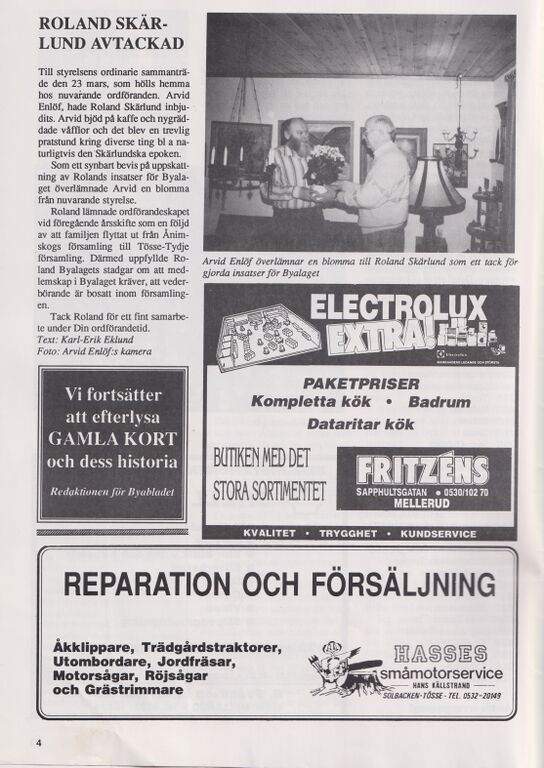 ROLAND SKÄR-
LUND AVTACKAD
Till styrelsens ordinarie sammanträ-
de den 23 mars, som hölls hemma
hos nuvarande ordföranden. Arvid
Enlöf, hade Roland Skärlund inbju-
dits. Arvid bjöd på kaffe och nygräd-
dade våfflor och det blev en trevlig
pratstund kring diverse ting bl a na-
turligtvis den Skärlundska epoken.
Som ett synbart bevis på uppskatt-
ning av Rolands insatser för Byala-
get överlämnade Arvid en blomma
från nuvarande styrelse.
Roland lämnade ordförandeskapet
vid föregående årsskifte som en följd
av att familjen flyttat ut från Ånim-
skogs församling till Tösse-Tydje
församling. Därmed uppfyllde Ro-
land Byalagets stadgar om att med-
lemskap i Byalaget kräver, att veder-
börande är bosatt inom församling-
en.
Tack Roland för ett fint samarbe-
te under Din ordförandetid.
Text: Karl-Erik Eklund
Foto: Arvid Enlöf:s kamera
Arvid Enlöf överlämnar en blomma till Roland Skärlund som ett tack för
gjorda insatser för Byalaget
Vi fortsätter
att efterlysa
GAMLA KORT
och dess historia
Redaktionen för Byabladet
ELECTROLUX
EXTRA!
Electrolux
PAKETPRISER
Kompletta kök • Badrum
Dataritar kök
BUTIKEN MED DET
STORA SORTIMENTET
FRITZÉNS
SAPPHULTSGATAN • 0530/102 70
MELLERUD
KVALITET • TRYGGHET • KUNDSERVICE
REPARATION OCH FÖRSÄLJNING
Åkklippare, Trädgårdstraktorer,
Utombordare, Jordfräsar,
Motorsågar, Röjsågar
och Grästrimmare
HASSES
småmotorservice
HANS KÄLLSTRAND
SOLBACKEN - TÖSSE - TEL. 0532-20149
4